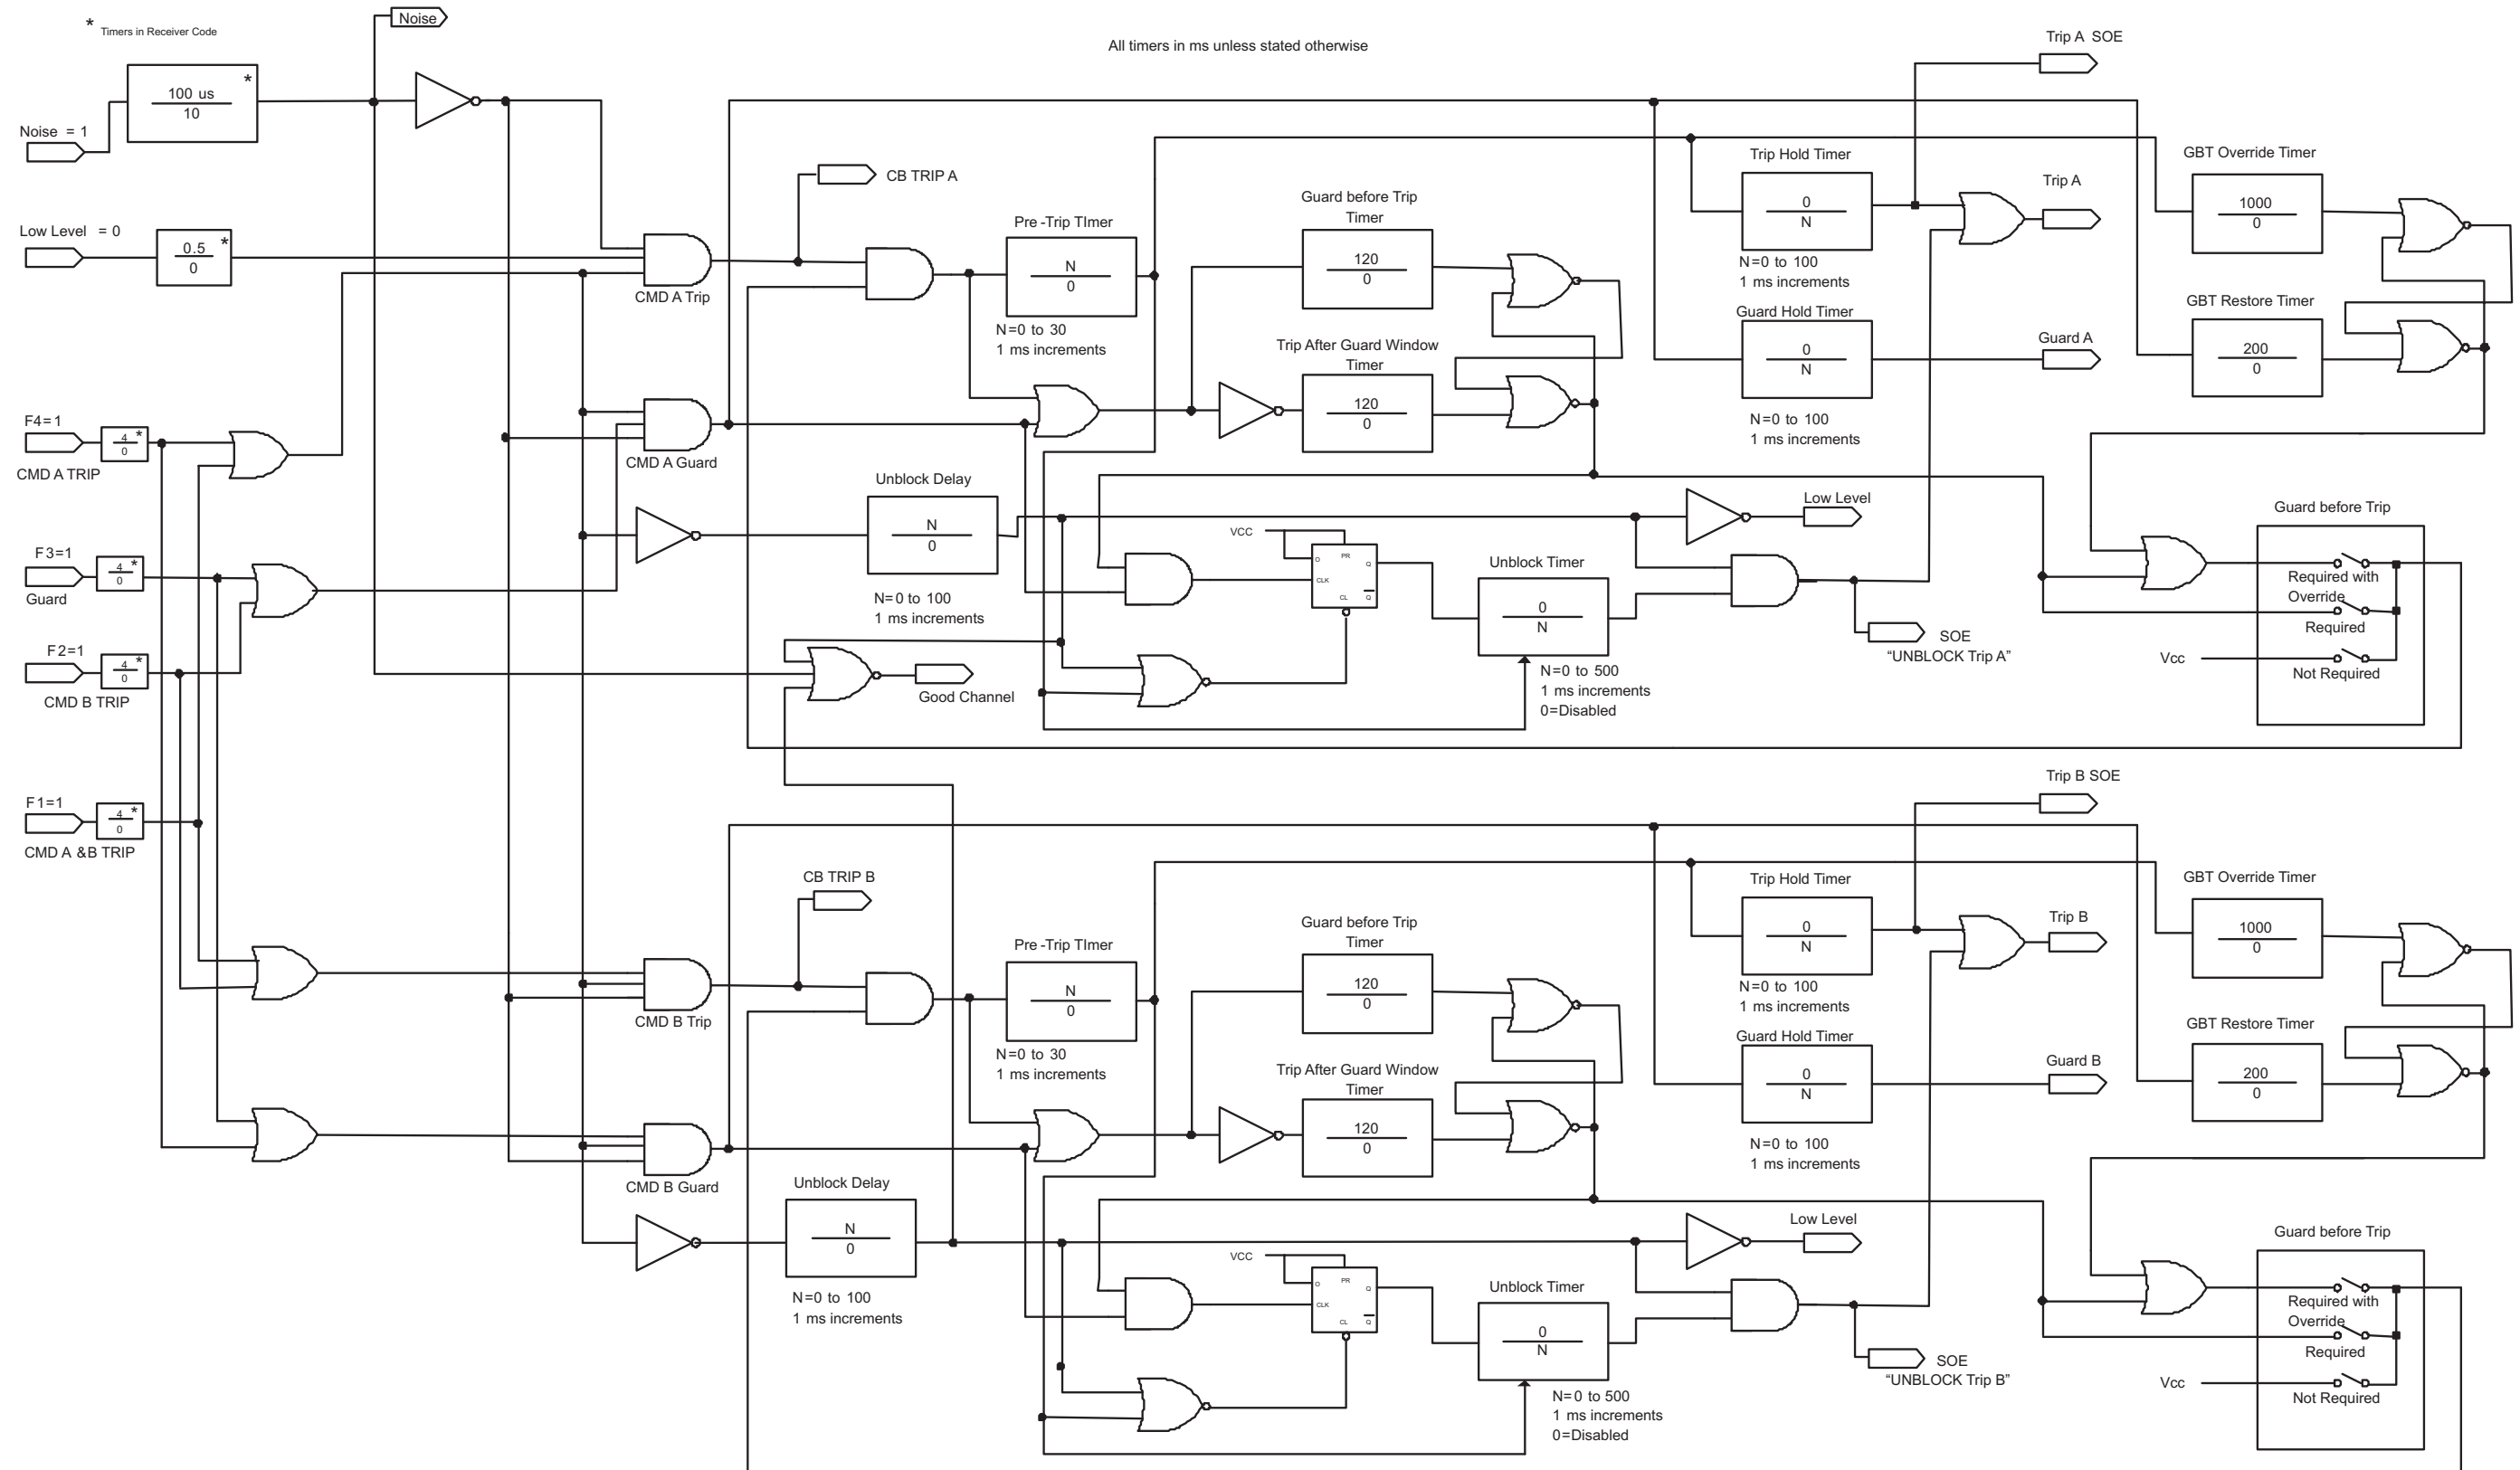 * Timers in Receiver Code
Noise
All timers in ms unless stated otherwise
Trip A SOE
100 us
*
10
Noise = 1
Low Level = 0
0.5
*
0
CMD A Trip
CB TRIP A
Pre -Trip TImer
N
0
N=0 to 30
1 ms increments
Guard before Trip
Timer
120
0
Trip After Guard Window
Timer
120
0
Trip Hold Timer
0
N
N=0 to 100
1 ms increments
Trip A
GBT Override Timer
1000
0
Guard Hold Timer
0
N
N=0 to 100
1 ms increments
Guard A
GBT Restore Timer
200
0
F4=1
4
*
0
CMD A TRIP
CMD A Guard
Unblock Delay
N
0
N=0 to 100
1 ms increments
Low Level
VCC
D
PR
Q
CLK
CL
Q
Unblock Timer
0
N
N=0 to 500
1 ms increments
0=Disabled
SOE
“UNBLOCK Trip A”
Guard before Trip
Required with
Override
Required
Vcc
Not Required
F3=1
4
*
0
Guard
F2=1
4
*
0
CMD B TRIP
Good Channel
F1=1
4
*
0
CMD A &B TRIP
Trip B SOE
CB TRIP B
CMD B Trip
Pre -Trip TImer
N
0
N=0 to 30
1 ms increments
Guard before Trip
Timer
120
0
Trip After Guard Window
Timer
120
0
Trip Hold Timer
0
N
N=0 to 100
1 ms increments
Trip B
GBT Override Timer
1000
0
Guard Hold Timer
0
N
N=0 to 100
1 ms increments
Guard B
GBT Restore Timer
200
0
CMD B Guard
Unblock Delay
N
0
N=0 to 100
1 ms increments
Low Level
VCC
D
PR
Q
CLK
CL
Q
Unblock Timer
0
N
N=0 to 500
1 ms increments
0=Disabled
SOE
“UNBLOCK Trip B”
Guard before Trip
Required with
Override
Required
Vcc
Not Required